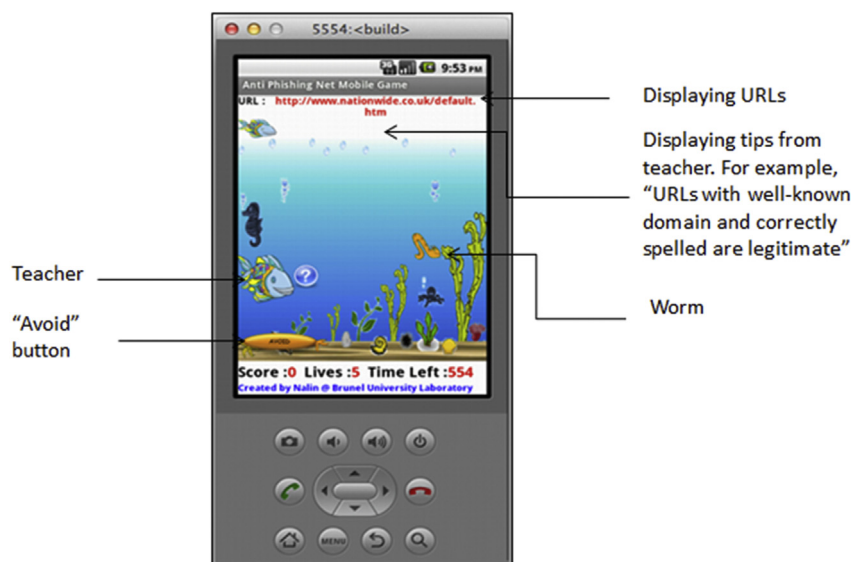 5554:<build>
3G
9:53 PM
Anti Phishing Net Mobile Game
URL : http://www.nationwide.co.uk/default.
htm
Displaying URLs
Displaying tips from
teacher. For example,
“URLs with well-known
domain and correctly
spelled are legitimate”
Teacher
?
Worm
“Avoid”
button
AVOID
Score :0 Lives :5 Time Left :554
Created by Nalin @ Brunel University Laboratory
MENU